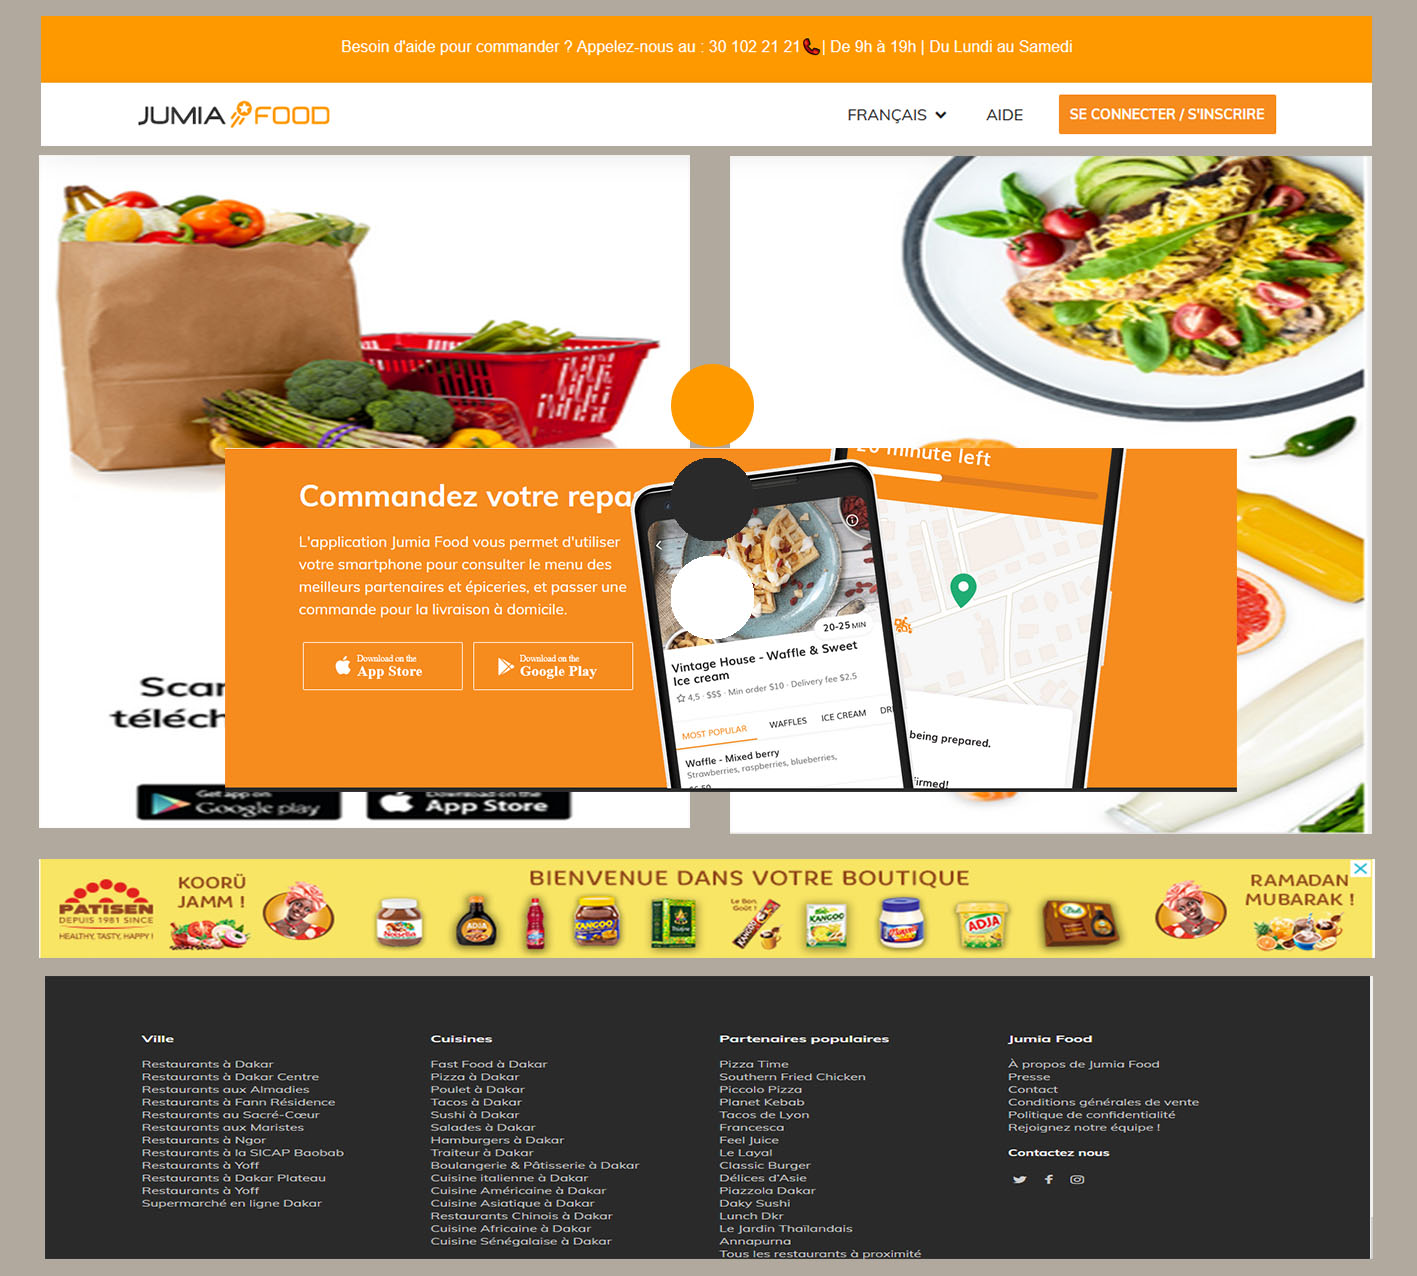 Besoin d'aide pour commander ? Appelez-nous au : 30 102 21 21 | De 9h à 19h | Du Lundi au Samedi
JUMIA FOOD
FRANÇAIS
AIDE
SE CONNECTER / S'INSCRIRE
20 minute left
Commandez votre repas
L'application Jumia Food vous permet d'utiliser
votre smartphone pour consulter le menu des
meilleurs partenaires et épiceries, et passer une
commande pour la livraison à domicile.
Download on the
App Store
Download on the
Google Play
20-25 MIN
Vintage House - Waffle & Sweet
Ice cream
4,5 · $$$ · Min order $10 · Delivery fee $2.5
MOST POPULAR
WAFFLES
ICE CREAM
Waffle - Mixed berry
Strawberries, raspberries, blueberries,
being prepared.
Scan
téléch
Get app on
Google play
Download on the
App Store
PATISEN
DEPUIS 1981 SINCE
HEALTHY, TASTY, HAPPY !
KOORÜ
JAMM !
BIENVENUE DANS VOTRE BOUTIQUE
ADJA
KANGOO
Le Bon
Goût !
KANGOO
KANGOO
ADJA
RAMADAN
MUBARAK !
Ville
Restaurants à Dakar
Restaurants à Dakar Centre
Restaurants aux Almadies
Restaurants à Fann Résidence
Restaurants au Sacré-Cœur
Restaurants aux Maristes
Restaurants à Ngor
Restaurants à la SICAP Baobab
Restaurants à Yoff
Restaurants à Dakar Plateau
Restaurants à Yoff
Supermarché en ligne Dakar
Cuisines
Fast Food à Dakar
Pizza à Dakar
Poulet à Dakar
Tacos à Dakar
Sushi à Dakar
Salades à Dakar
Hamburgers à Dakar
Traiteur à Dakar
Boulangerie & Pâtisserie à Dakar
Cuisine italienne à Dakar
Cuisine Américaine à Dakar
Cuisine Asiatique à Dakar
Restaurants Chinois à Dakar
Cuisine Africaine à Dakar
Cuisine Sénégalaise à Dakar
Partenaires populaires
Pizza Time
Southern Fried Chicken
Piccolo Pizza
Planet Kebab
Tacos de Lyon
Francesca
Feel Juice
Le Layal
Classic Burger
Délices d'Asie
Piazzola Dakar
Daky Sushi
Lunch Dkr
Le Jardin Thaïlandais
Annapurna
Tous les restaurants à proximité
Jumia Food
À propos de Jumia Food
Presse
Contact
Conditions générales de vente
Politique de confidentialité
Rejoignez notre équipe !
Contactez nous